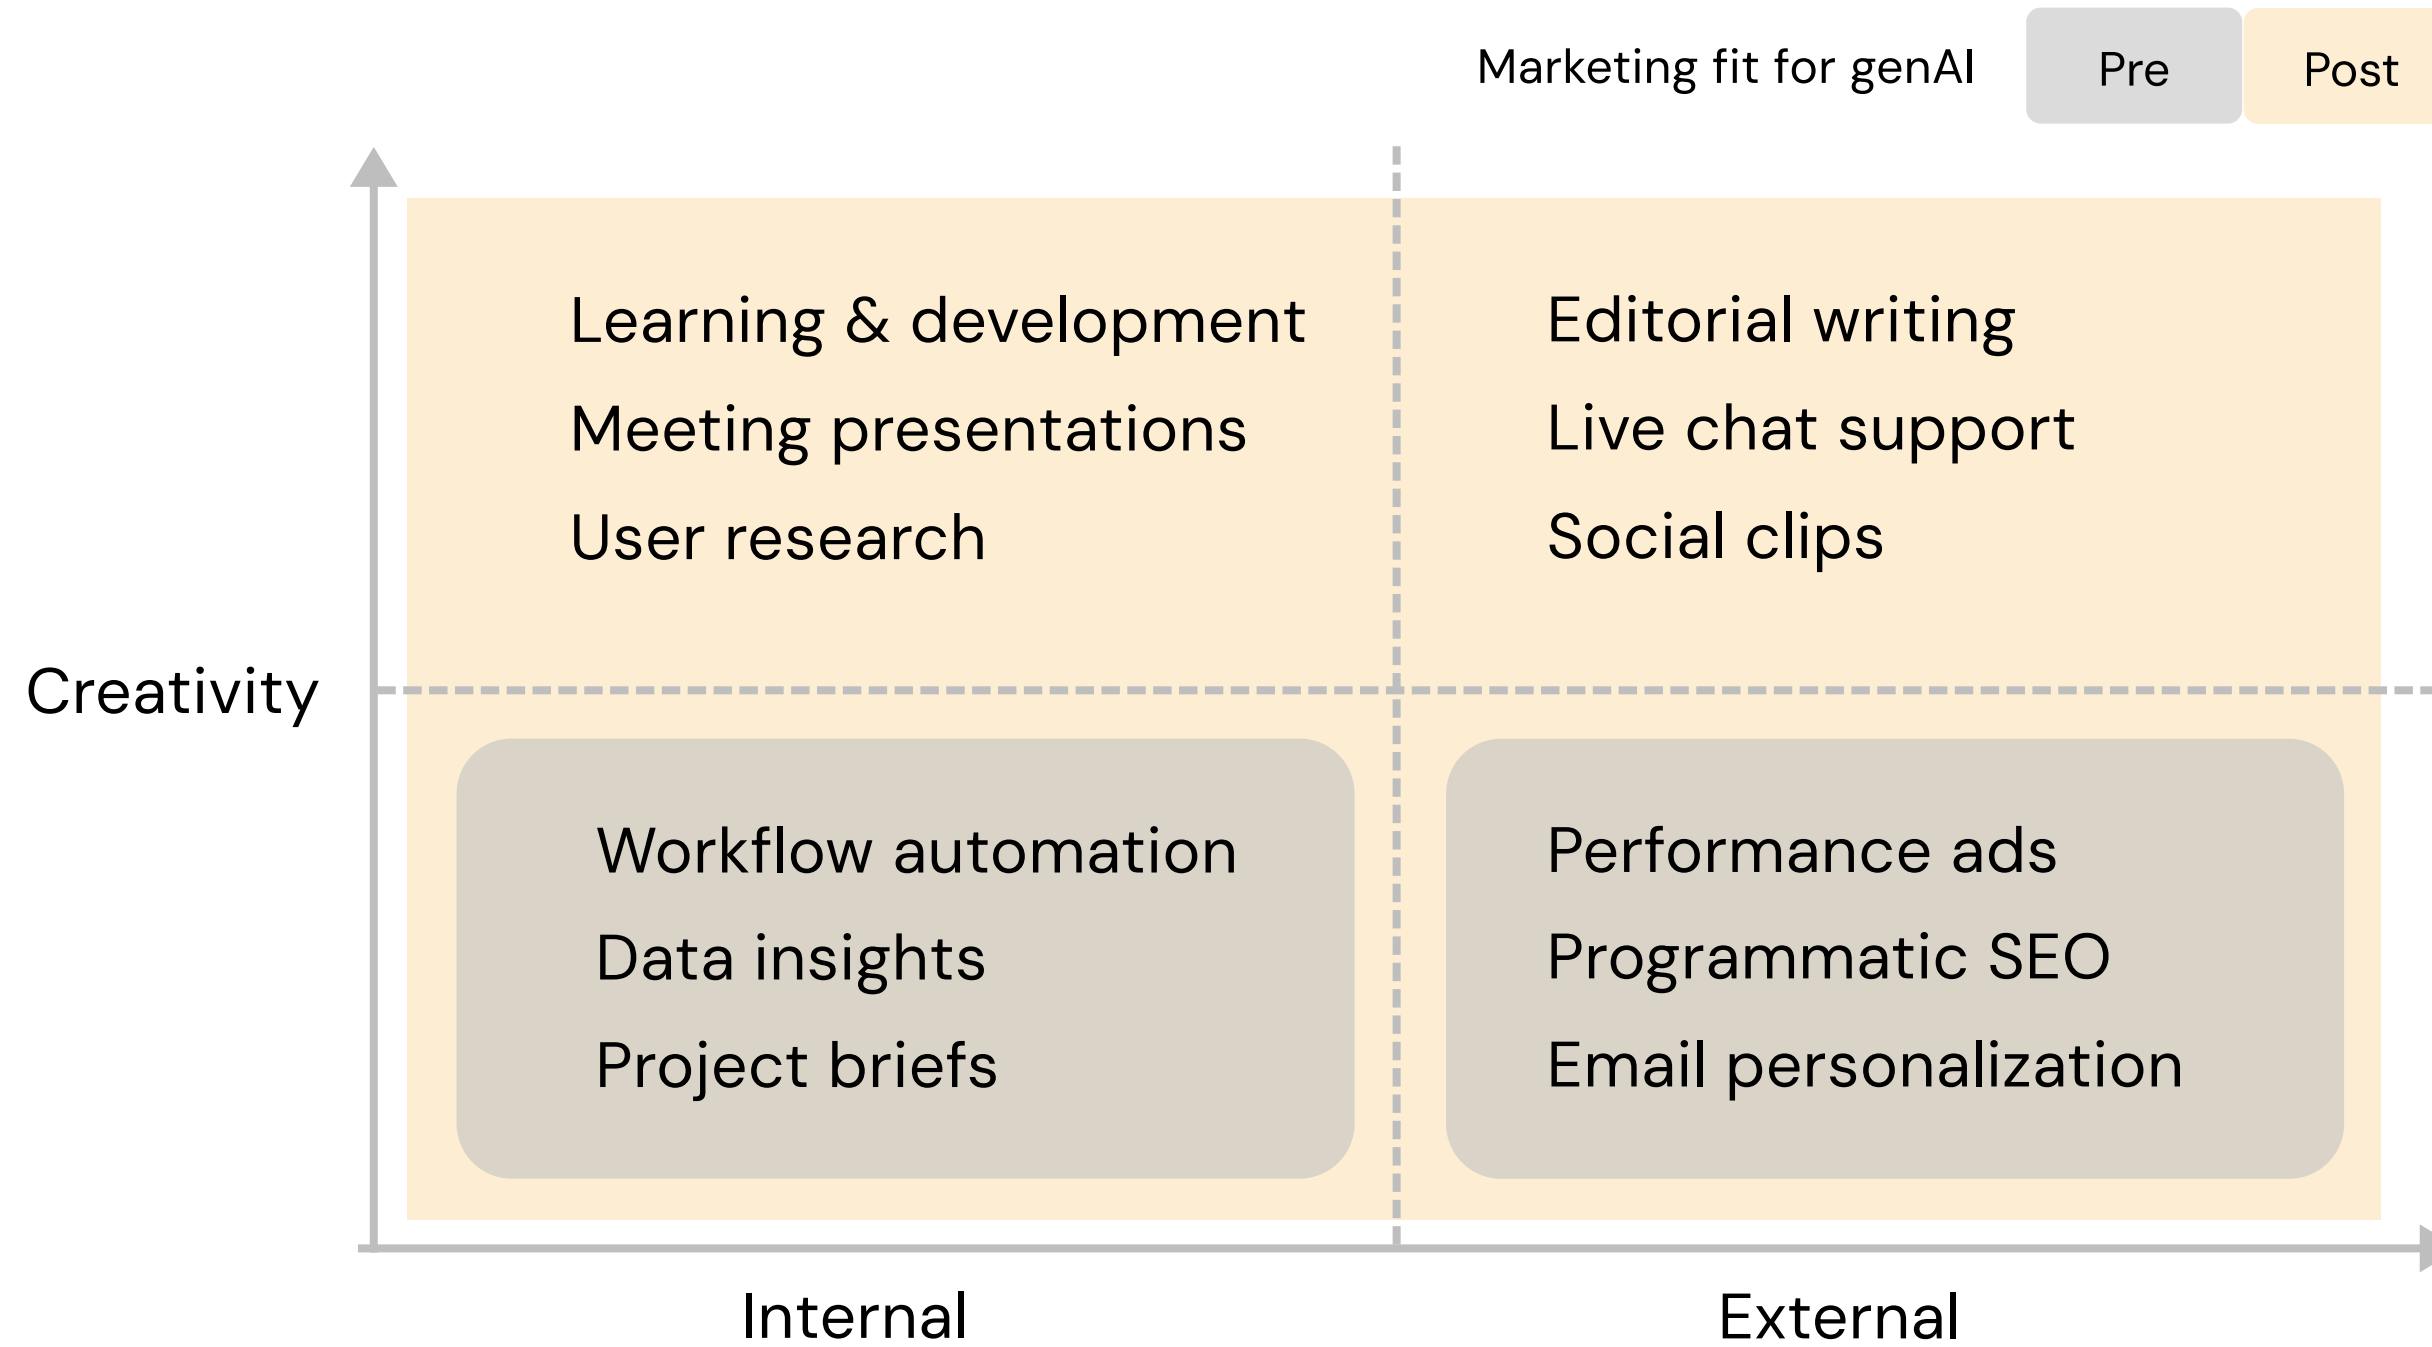 Marketing fit for genAI
Pre
Post
Learning & development
Meeting presentations
User research
Editorial writing
Live chat support
Social clips
Creativity
Workflow automation
Data insights
Project briefs
Performance ads
Programmatic SEO
Email personalization
Internal
External